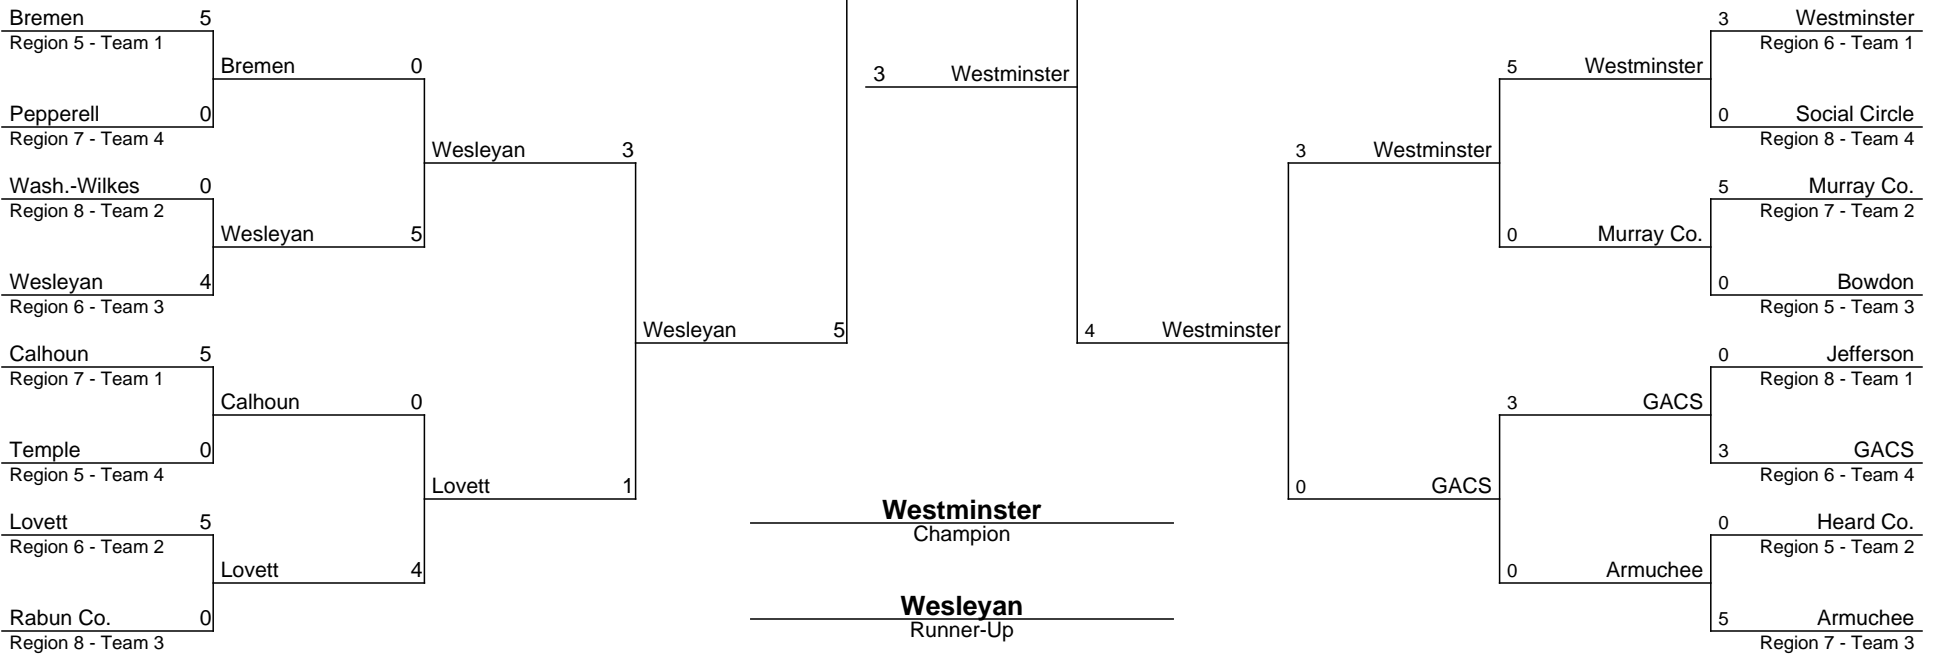 Bremen 5
Region 5 - Team 1
Bremen 0
Pepperell 0
Region 7 - Team 4
Wesleyan 3
Wash.-Wilkes 0
Region 8 - Team 2
Wesleyan 5
Wesleyan 4
Region 6 - Team 3
Wesleyan 5
Calhoun 5
Region 7 - Team 1
Calhoun 0
Temple 0
Region 5 - Team 4
Lovett 1
Lovett 5
Region 6 - Team 2
Lovett 4
Rabun Co. 0
Region 8 - Team 3
3 Westminster
Westminster
Champion
Wesleyan
Runner-Up
3 Westminster
Region 6 - Team 1
5 Westminster
0 Social Circle
Region 8 - Team 4
3 Westminster
5 Murray Co.
Region 7 - Team 2
0 Murray Co.
0 Bowdon
Region 5 - Team 3
4 Westminster
0 Jefferson
Region 8 - Team 1
3 GACS
3 GACS
Region 6 - Team 4
0 GACS
0 Heard Co.
Region 5 - Team 2
0 Armuchee
5 Armuchee
Region 7 - Team 3